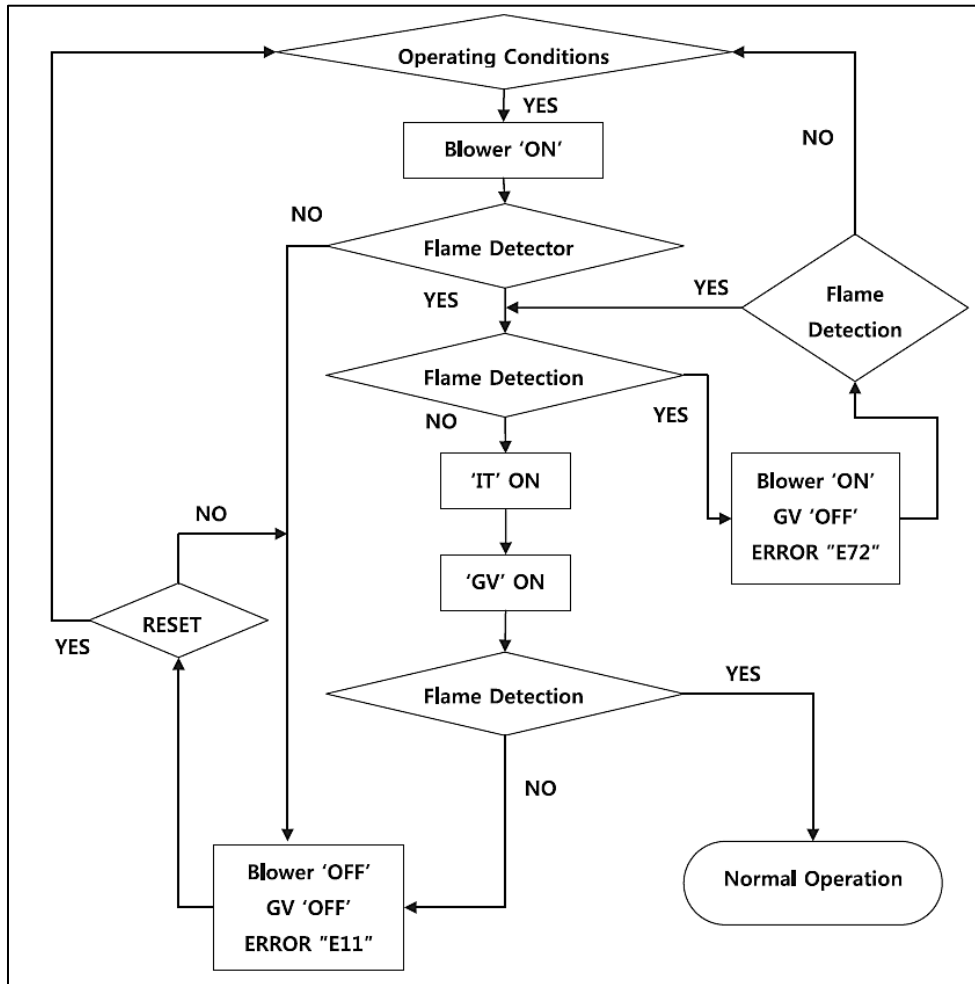 Operating Conditions
YES
Blower ‘ON’
NO
NO
Flame Detector
YES
YES
Flame
Detection
Flame Detection
NO
YES
‘IT’ ON
Blower ‘ON’
GV ‘OFF’
ERROR "E72"
NO
‘GV’ ON
RESET
YES
Flame Detection
YES
NO
Blower ‘OFF’
GV ‘OFF’
ERROR "E11"
Normal Operation